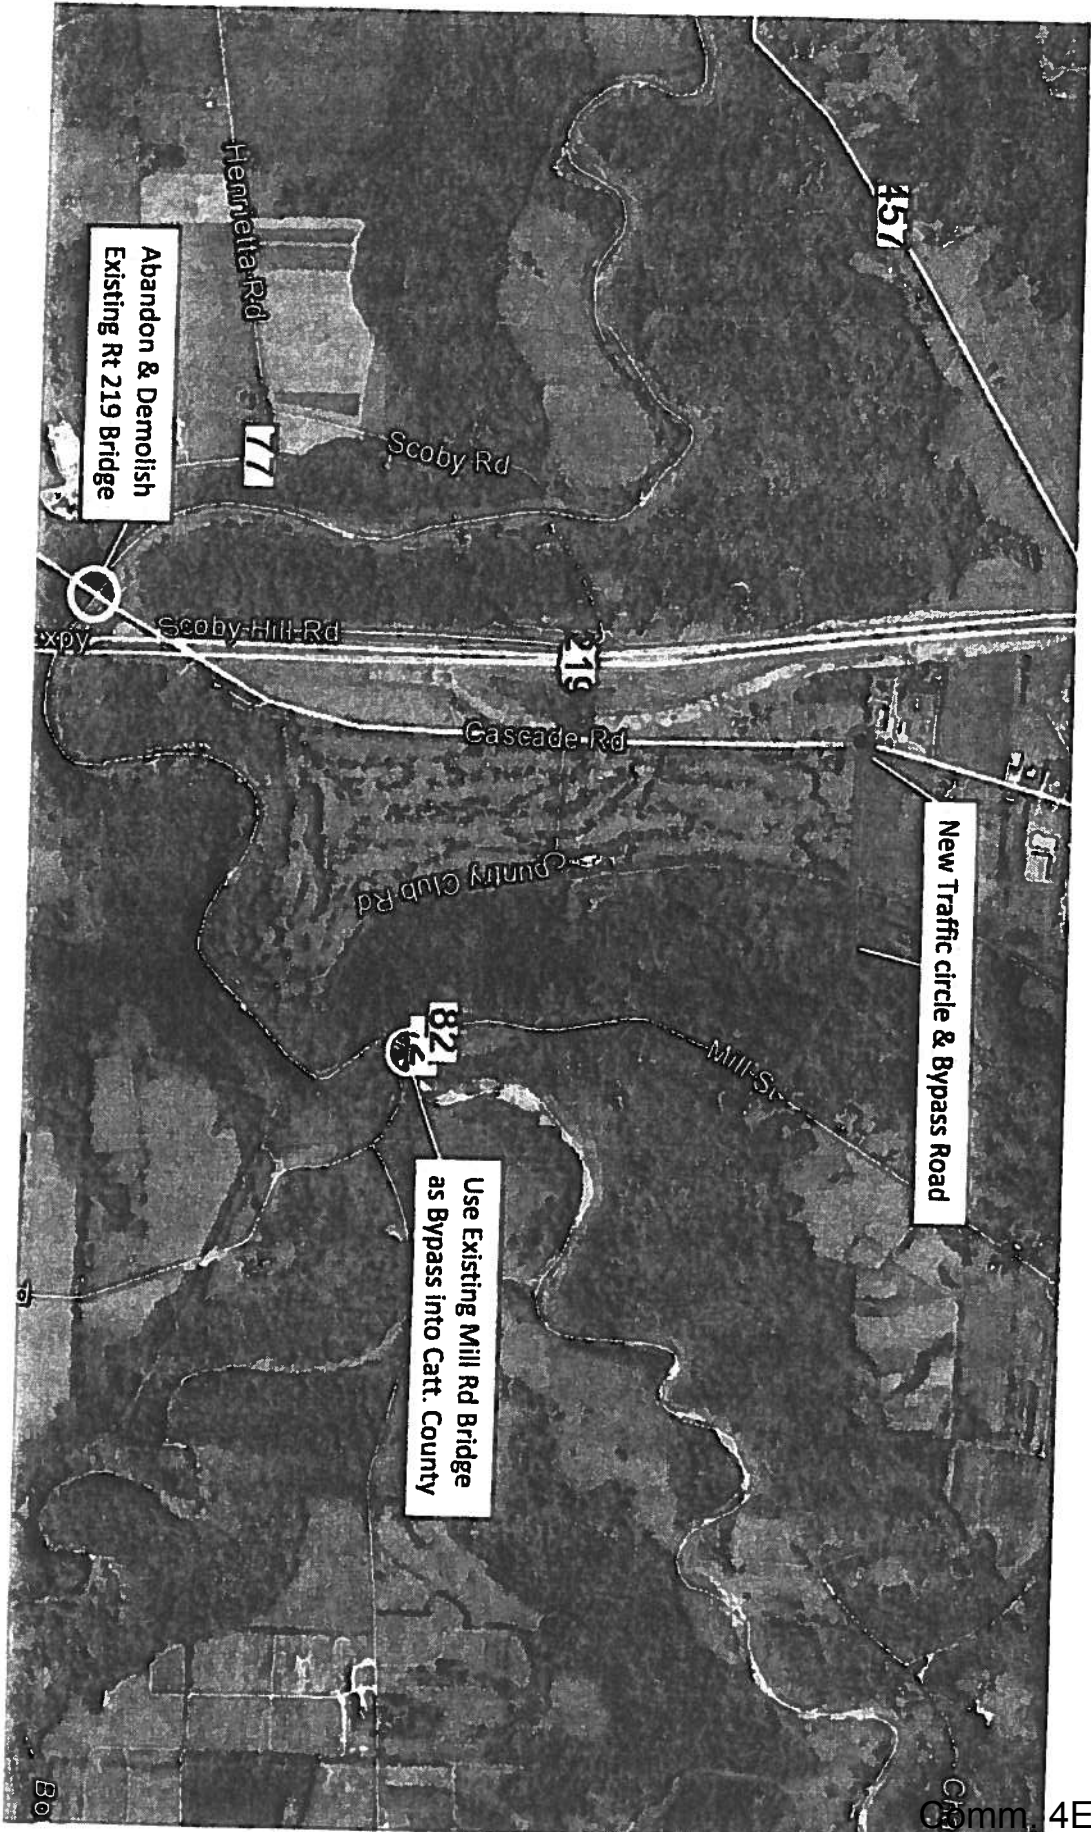 457
New Traffic circle & Bypass Road
Henrietta Rd
77
Scoby Rd
Abandon & Demolish
Existing Rt 219 Bridge
Scoby Hill Rd
xpy
219
Cascade Rd
Country Club Rd
82
Mill St
Use Existing Mill Rd Bridge
as Bypass into Catt. County
Bo
Comm. 4E